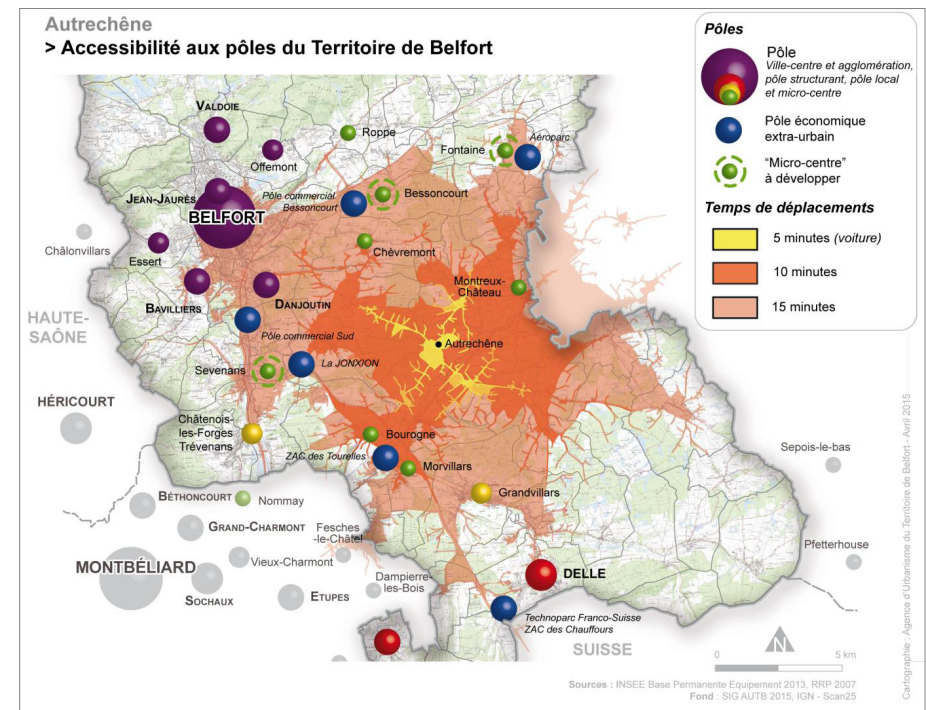 Autrechêne
> Accessibilité aux pôles du Territoire de Belfort
Pôles
Pôle
Ville-centre et agglomération,
pôle structurant, pôle local
et micro-centre
Pôle économique
extra-urbain
"Micro-centre"
à développer
Temps de déplacements
5 minutes (voiture)
10 minutes
15 minutes
VALDOIE
Roppe
Offemont
Fontaine
Aéroparc
JEAN-JAURÈS
BELFORT
Pôle commercial
Bessoncourt
Bessoncourt
Châlonvillars
Essert
Chèvremont
Montreux-
Château
BAVILLIERS
DANJOUTIN
HAUTE-
SAÔNE
Pôle commercial Sud
Autrechêne
Sevenans
La JONXION
HÉRICOURT
Châtenois-
les-Forges
Trévenans
Bourogne
ZAC des Tourelles
Morvillars
Sepois-le-bas
Grandvillars
BÉTHONCOURT
Nommay
GRAND-CHARMONT
Fesches
-le-Châtel
Vieux-Charmont
Pfetterhouse
MONTBÉLIARD
Dampierre-
les-Bois
DELLE
SOCHAUX
ETUPES
Technoparc Franco-Suisse
ZAC des Chauffours
SUISSE
N
0
5 km
Sources : INSEE Base Permanente Equipement 2013, RRP 2007
Fond : SIG AUTB 2015, IGN - Scan25
Cartographie : Agence d'Urbanisme du Territoire de Belfort - Avril 2015